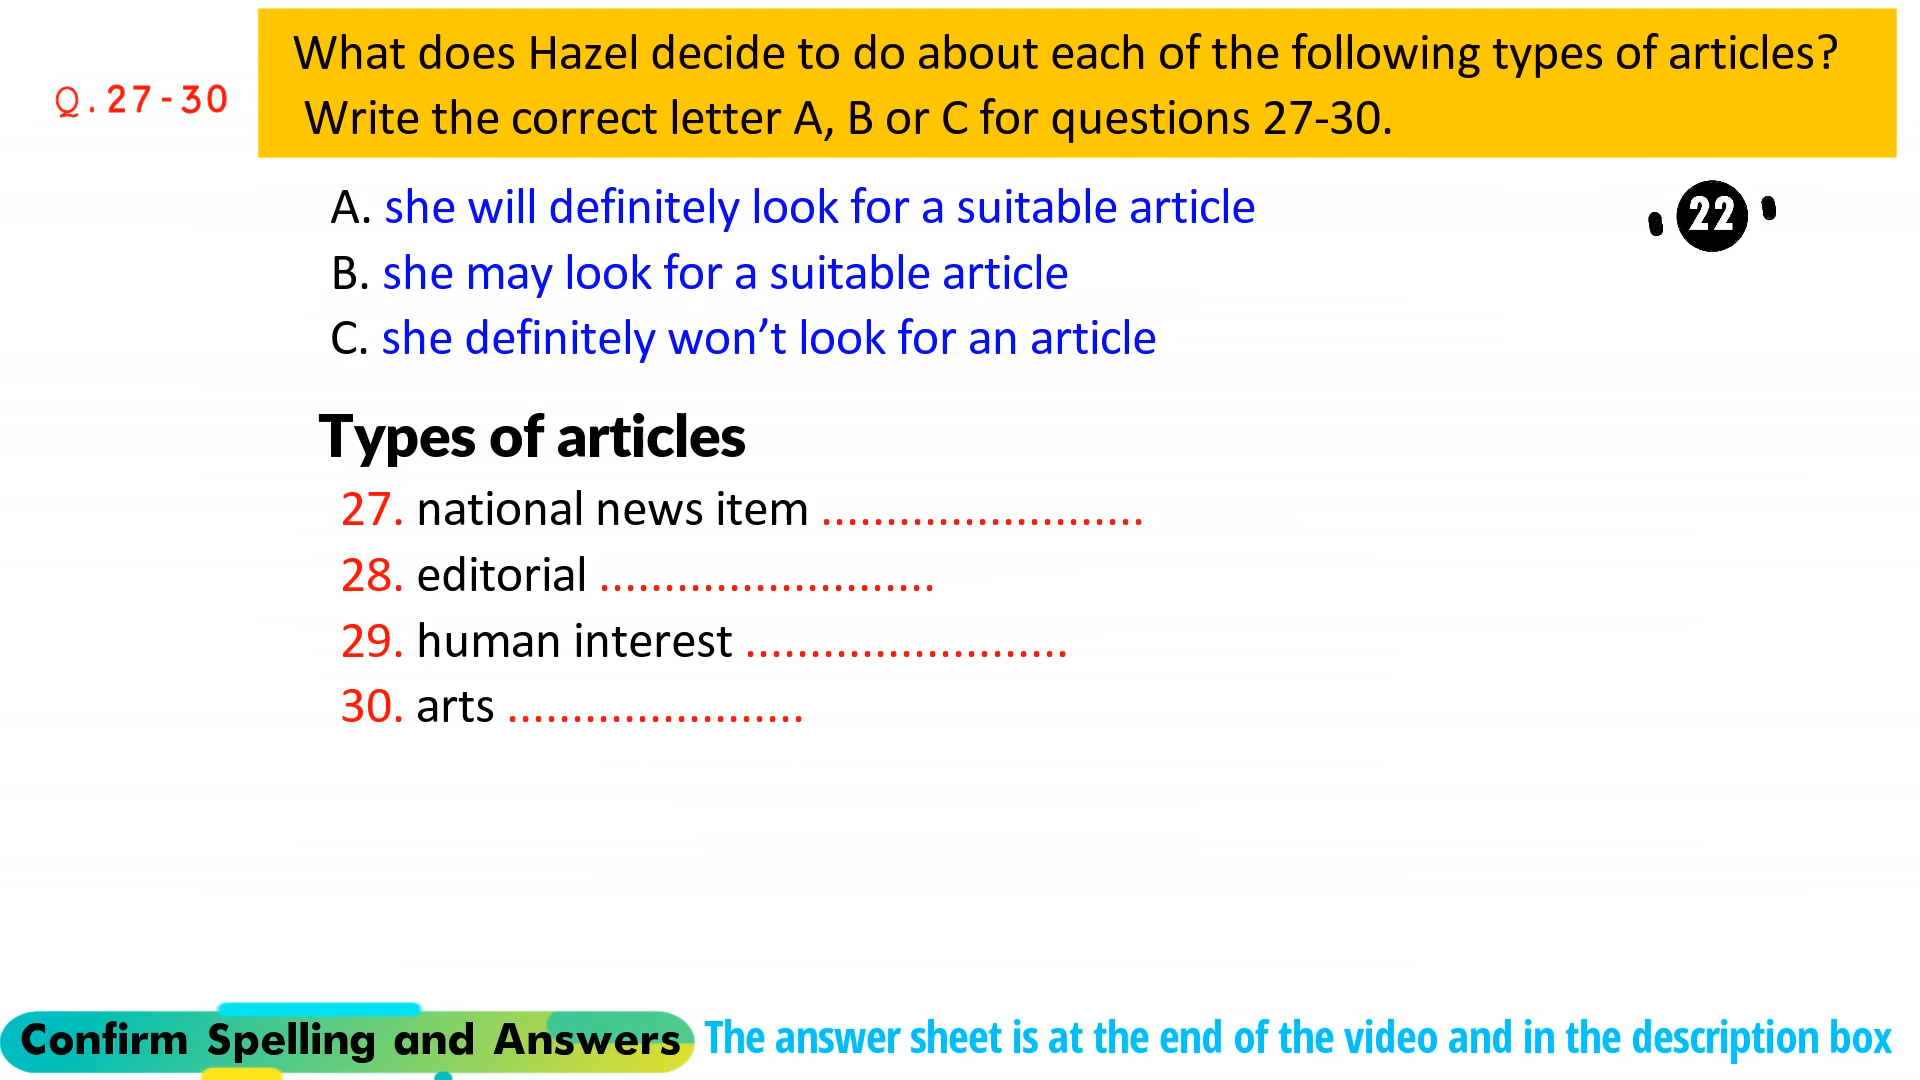 Q.27-30
What does Hazel decide to do about each of the following types of articles?
Write the correct letter A, B or C for questions 27-30.
22
A. she will definitely look for a suitable article
B. she may look for a suitable article
C. she definitely won’t look for an article
Types of articles
27. national news item .........................
28. editorial ..........................
29. human interest .........................
30. arts .......................
Confirm Spelling and Answers The answer sheet is at the end of the video and in the description box